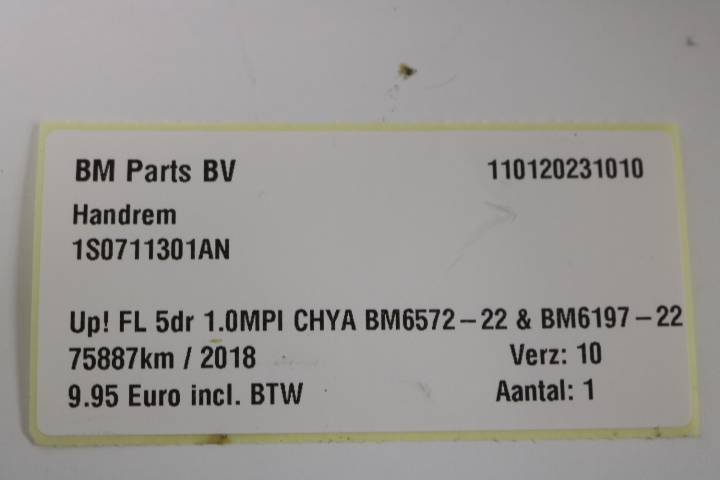 BM Parts BV 110120231010
Handrem
1S0711301AN
Up! FL 5dr 1.0MPI CHYA BM6572-22 & BM6197-22
75887km / 2018 Verz: 10
9.95 Euro incl. BTW Aantal: 1